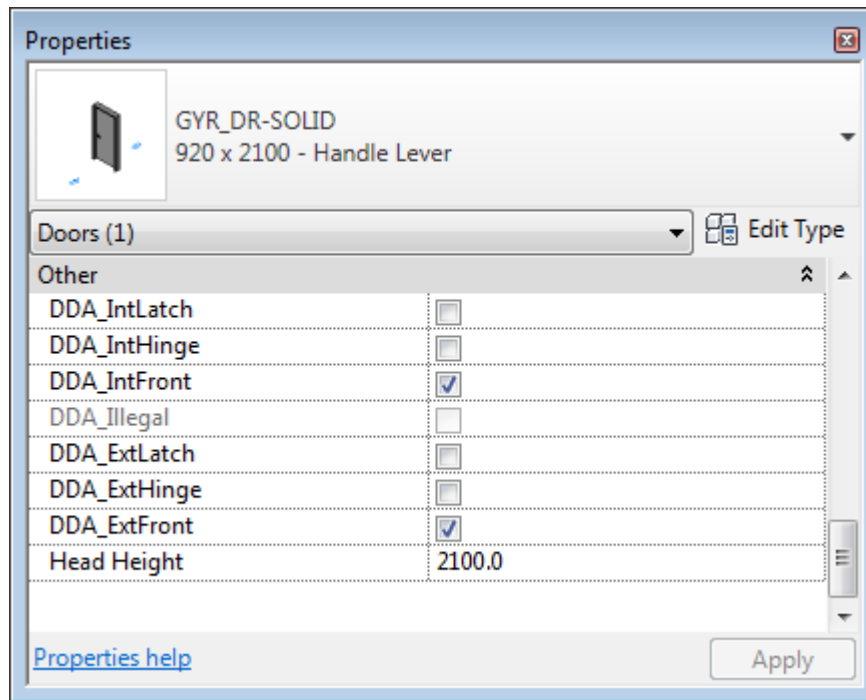 Properties
GYR_DR-SOLID
920 x 2100 - Handle Lever
Doors (1)
Edit Type
Other
DDA_IntLatch
DDA_IntHinge
DDA_IntFront
DDA_Illegal
DDA_ExtLatch
DDA_ExtHinge
DDA_ExtFront
Head Height 2100.0
Properties help
Apply